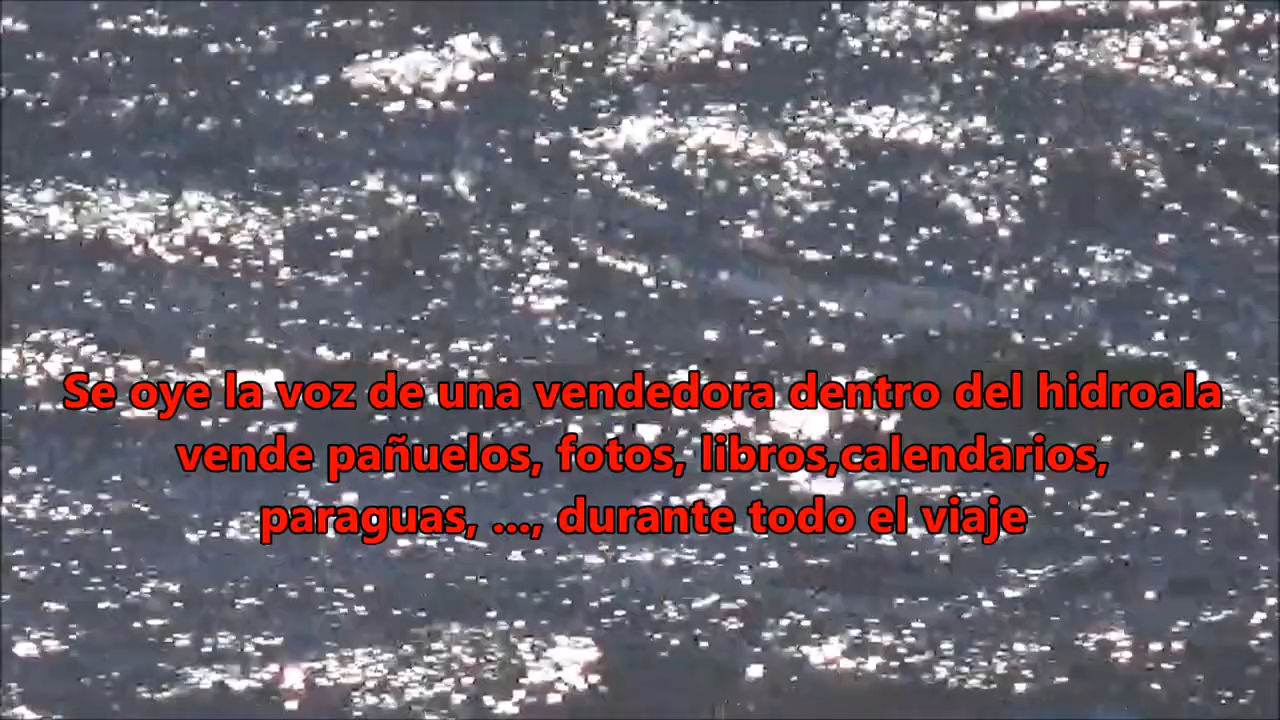 Se oye la voz de una vendedora dentro del hidroala
vende pañuelos, fotos, libros,calendarios,
paraguas, ..., durante todo el viaje